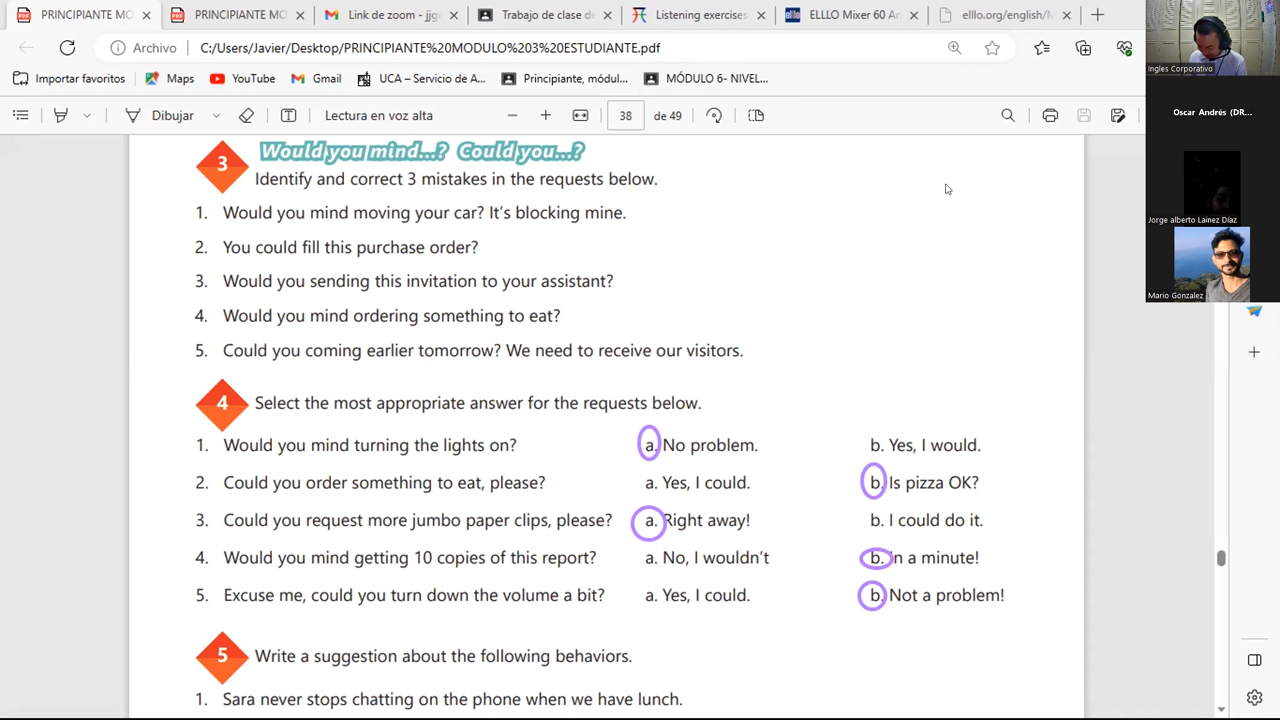 PRINCIPIANTE MO
PRINCIPIANTE MO
Link de zoom - jjg
Trabajo de clase de
Listening exercises
ELLLO Mixer 60 A
elllo.org/english/
Archivo
C:/Users/Javier/Desktop/PRINCIPIANTE%20MODULO%203%20ESTUDIANTE.pdf
Importar favoritos
Maps
YouTube
Gmail
UCA – Servicio de A...
Principiante, módul...
MÓDULO 6- NIVEL...
Dibujar
Lectura en voz alta
38
de 49
Ingles Corporativo
Oscar Andrés (DR...
Jorge alberto Lainez Díaz
Mario Gonzalez
3
Would you mind...? Could you...?
Identify and correct 3 mistakes in the requests below.
1. Would you mind moving your car? It's blocking mine.
2. You could fill this purchase order?
3. Would you sending this invitation to your assistant?
4. Would you mind ordering something to eat?
5. Could you coming earlier tomorrow? We need to receive our visitors.
4
Select the most appropriate answer for the requests below.
1. Would you mind turning the lights on? a. No problem. b. Yes, I would.
2. Could you order something to eat, please? a. Yes, I could. b. Is pizza OK?
3. Could you request more jumbo paper clips, please? a. Right away! b. I could do it.
4. Would you mind getting 10 copies of this report? a. No, I wouldn't b. In a minute!
5. Excuse me, could you turn down the volume a bit? a. Yes, I could. b. Not a problem!
5
Write a suggestion about the following behaviors.
1. Sara never stops chatting on the phone when we have lunch.